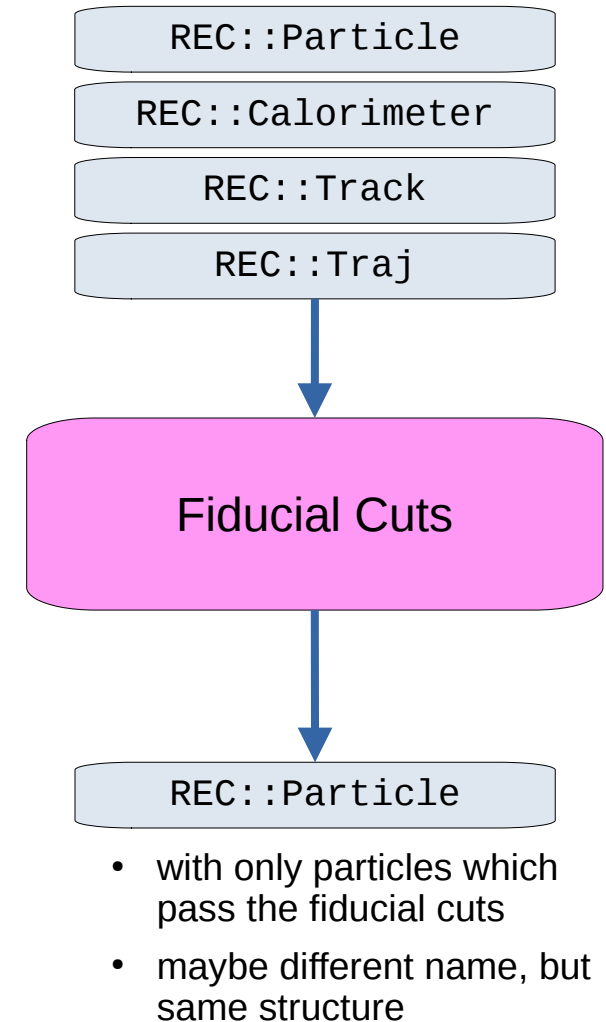 REC::Particle
REC::Calorimeter
REC::Track
REC::Traj
Fiducial Cuts
REC::Particle
• with only particles which
pass the fiducial cuts
• maybe different name, but
same structure